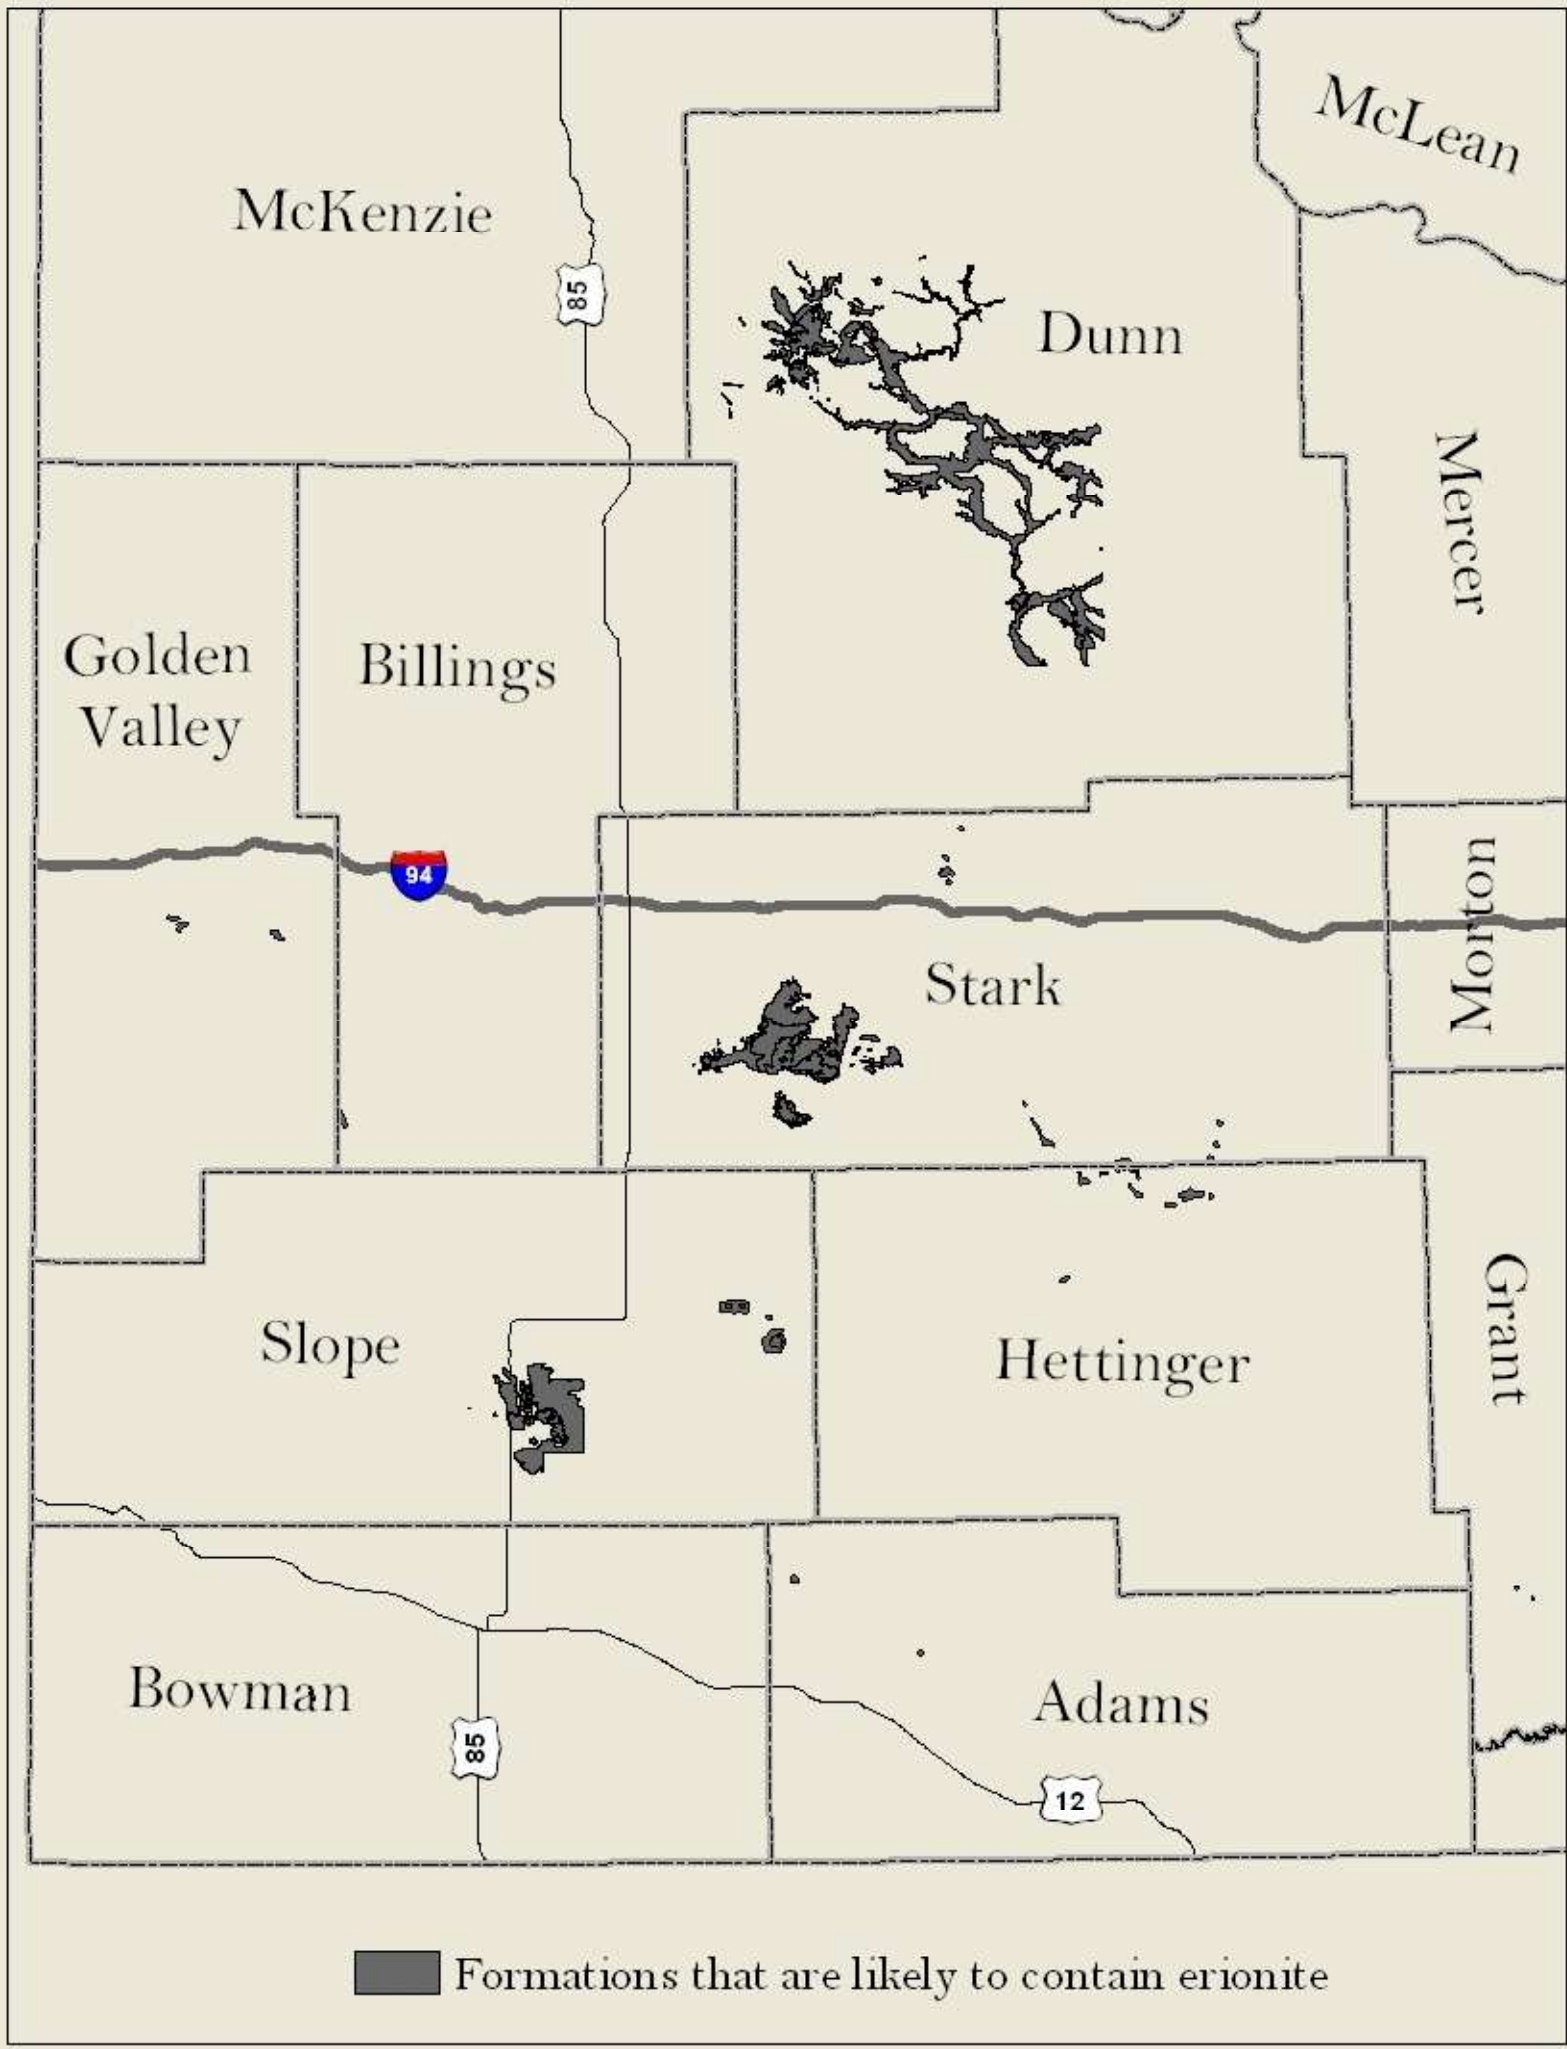 McLean
McKenzie
85
Dunn
Mercer
Golden
Valley
Billings
94
Morton
Stark
Grant
Slope
Hettinger
Bowman
Adams
85
12
Formations that are likely to contain erionite